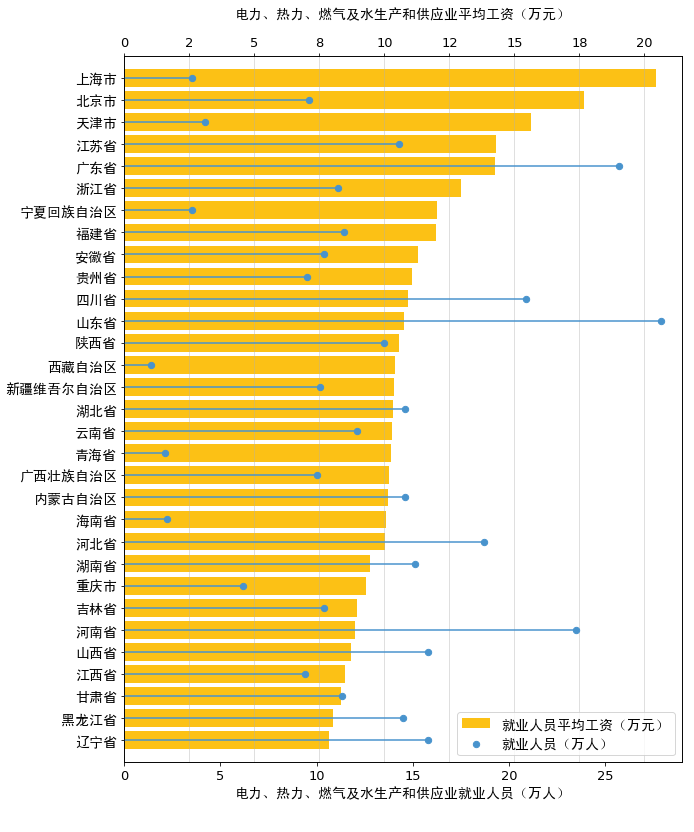 电力、热力、燃气及水生产和供应业平均工资（万元）
0 2 5 8 10 12 15 18 20
上海市
北京市
天津市
江苏省
广东省
浙江省
宁夏回族自治区
福建省
安徽省
贵州省
四川省
山东省
陕西省
西藏自治区
新疆维吾尔自治区
湖北省
云南省
青海省
广西壮族自治区
内蒙古自治区
海南省
河北省
湖南省
重庆市
吉林省
河南省
山西省
江西省
甘肃省
黑龙江省
辽宁省
就业人员平均工资（万元）
就业人员（万人）
0 5 10 15 20 25
电力、热力、燃气及水生产和供应业就业人员（万人）